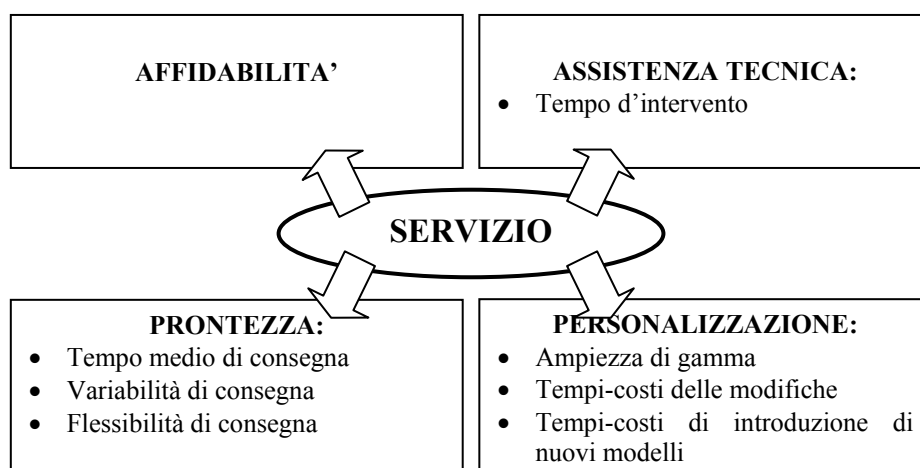 AFFIDABILITA’
ASSISTENZA TECNICA:
• Tempo d’intervento
SERVIZIO
PRONTEZZA:
• Tempo medio di consegna
• Variabilità di consegna
• Flessibilità di consegna
PERSONALIZZAZIONE:
• Ampiezza di gamma
• Tempi-costi delle modifiche
• Tempi-costi di introduzione di
nuovi modelli